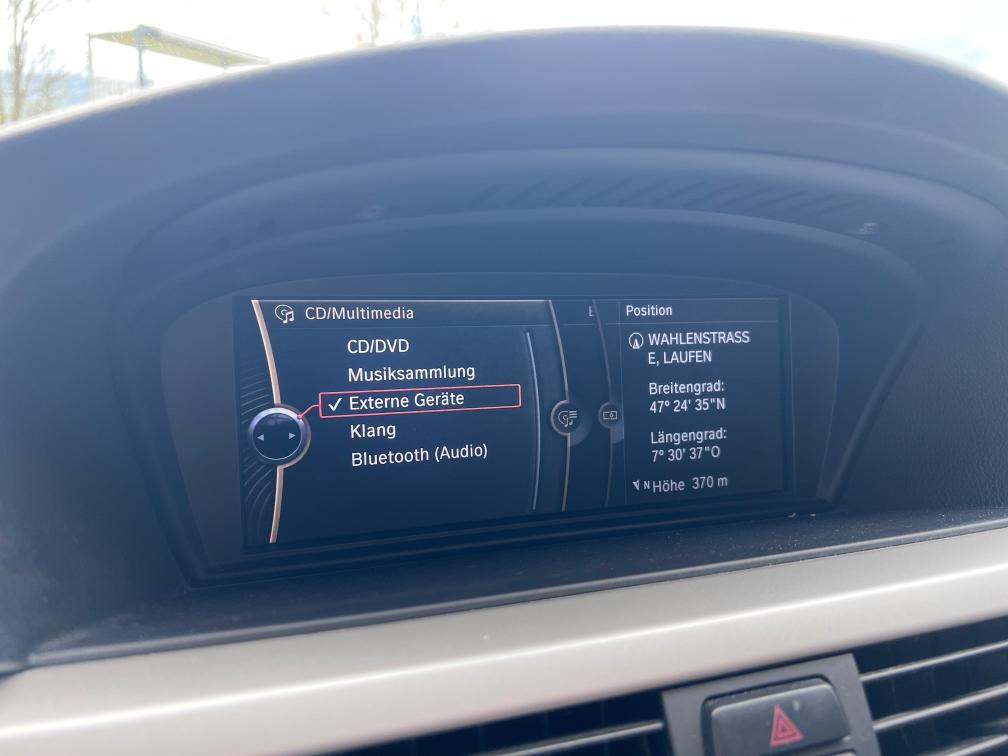 CD/Multimedia
CD/DVD
Musiksammlung
✓ Externe Geräte
Klang
Bluetooth (Audio)
E
Position
WAHLENSTRASS
E, LAUFEN
Breitengrad:
47° 24' 35"N
Längengrad:
7° 30' 37"O
N Höhe 370 m